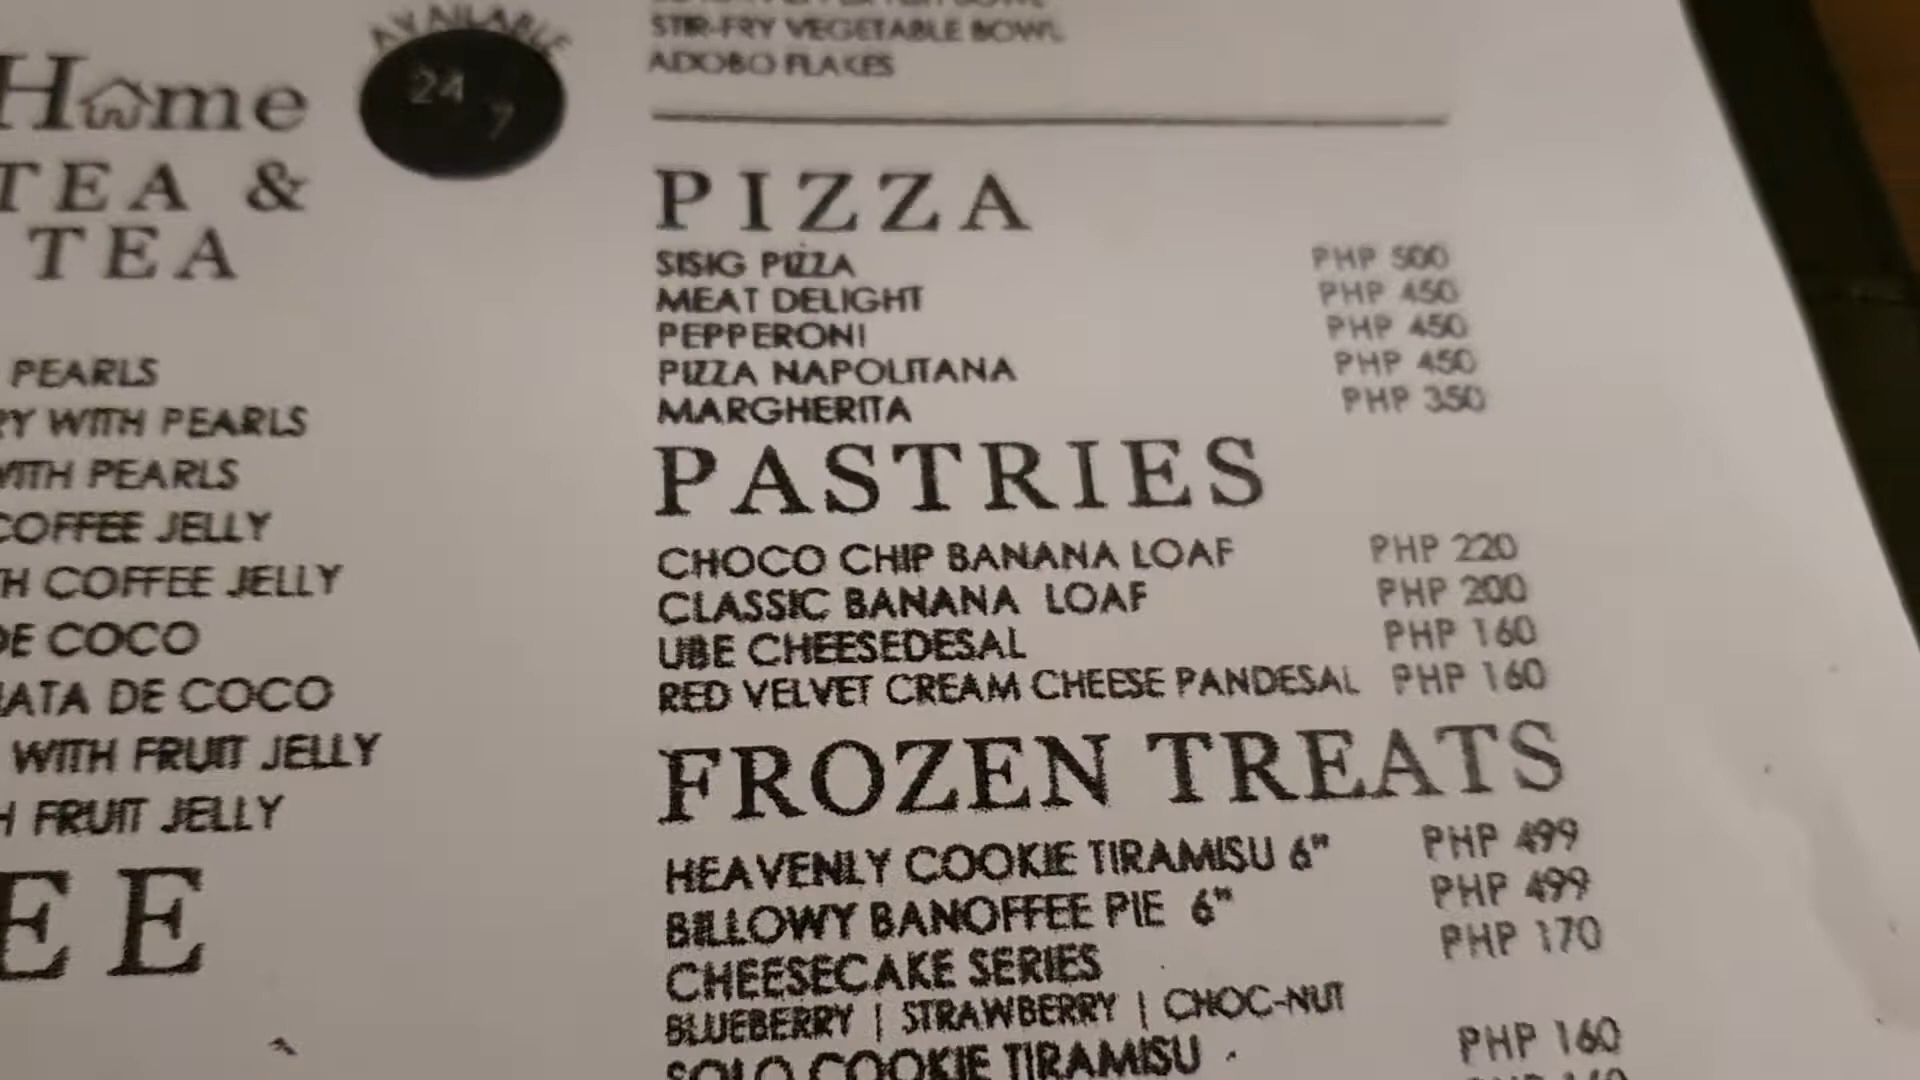 Home
TEA &
TEA
AVAILABLE
24
7
PEARLS
WITH PEARLS
WITH PEARLS
COFFEE JELLY
COFFEE JELLY
DE COCO
DE COCO
WITH FRUIT JELLY
FRUIT JELLY
EE
STIR-FRY VEGETABLE BOWL
ADOBO FLAKES
PIZZA
SISIG PIZZA PHP 500
MEAT DELIGHT PHP 450
PEPPERONI PHP 450
PIZZA NAPOLITANA PHP 450
MARGHERITA PHP 350
PASTRIES
CHOCO CHIP BANANA LOAF PHP 220
CLASSIC BANANA LOAF PHP 200
UBE CHEESEDESAL PHP 160
RED VELVET CREAM CHEESE PANDESAL PHP 160
FROZEN TREATS
HEAVENLY COOKIE TIRAMISU 6" PHP 499
BILLOWY BANOFFEE PIE 6" PHP 499
CHEESECAKE SERIES PHP 170
BLUEBERRY | STRAWBERRY | CHOC-NUT
SOLO COOKIE TIRAMISU PHP 160